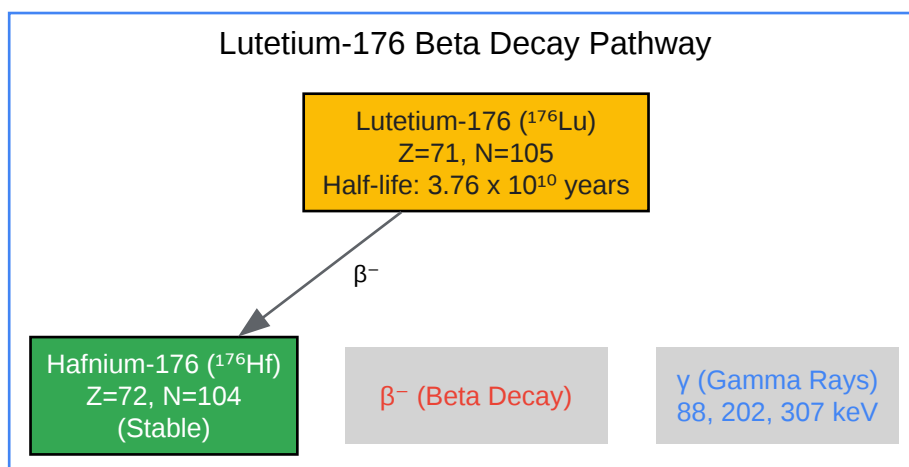 Lutetium-176 Beta Decay Pathway
Lutetium-176 (¹⁷⁶Lu)
Z=71, N=105
Half-life: 3.76 x 10¹⁰ years
β⁻
Hafnium-176 (¹⁷⁶Hf)
Z=72, N=104
(Stable)
β⁻ (Beta Decay)
γ (Gamma Rays)
88, 202, 307 keV